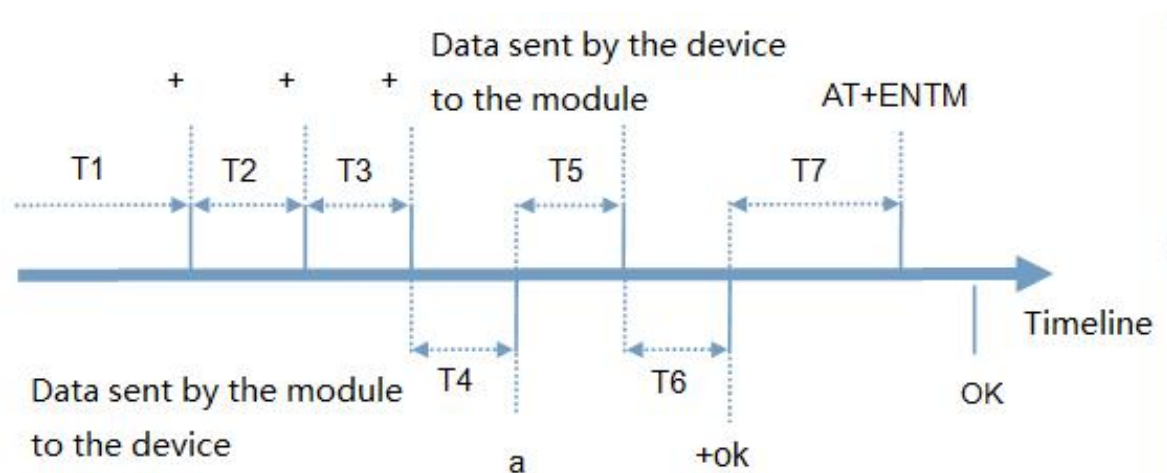 Data sent by the device
to the module
+ + +
AT+ENTM
T1 T2 T3 T5 T7
Timeline
T4 T6
OK
Data sent by the module
to the device
a +ok